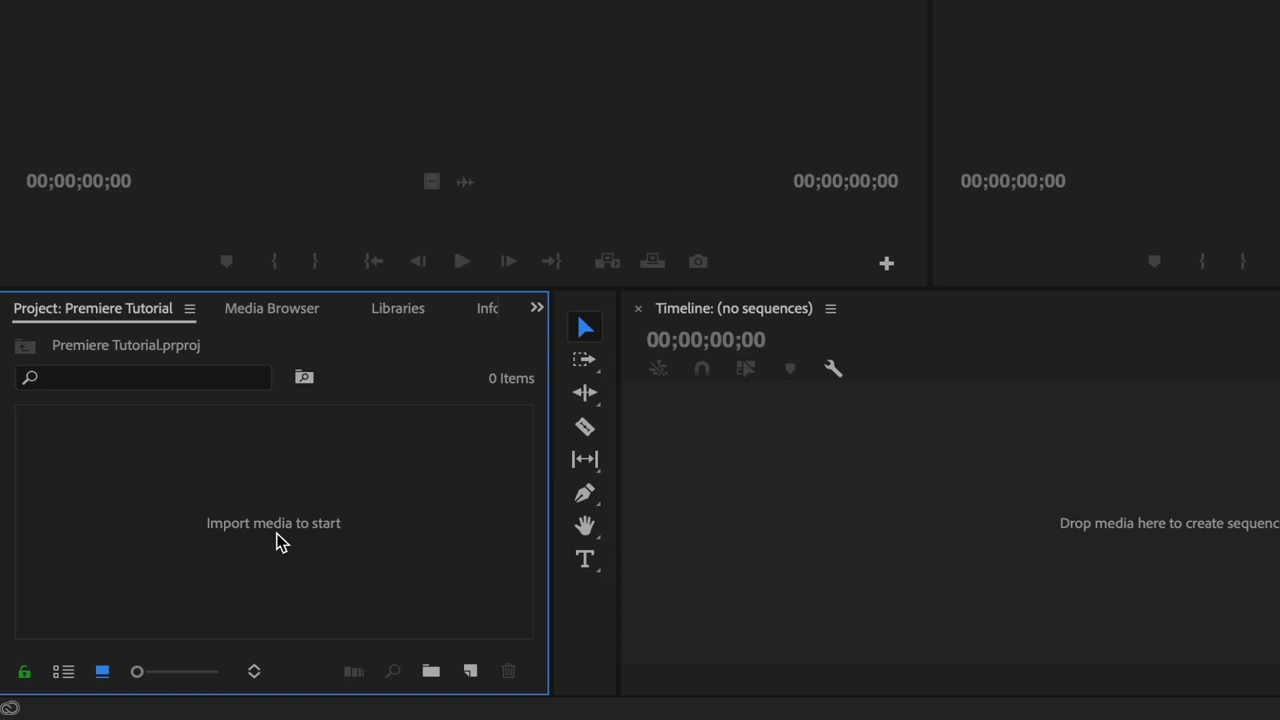 00;00;00;00
00;00;00;00
00;00;00;00
Project: Premiere Tutorial
Media Browser
Libraries
Info
Timeline: (no sequences)
00;00;00;00
Premiere Tutorial.prproj
0 Items
Import media to start
Drop media here to create sequenc